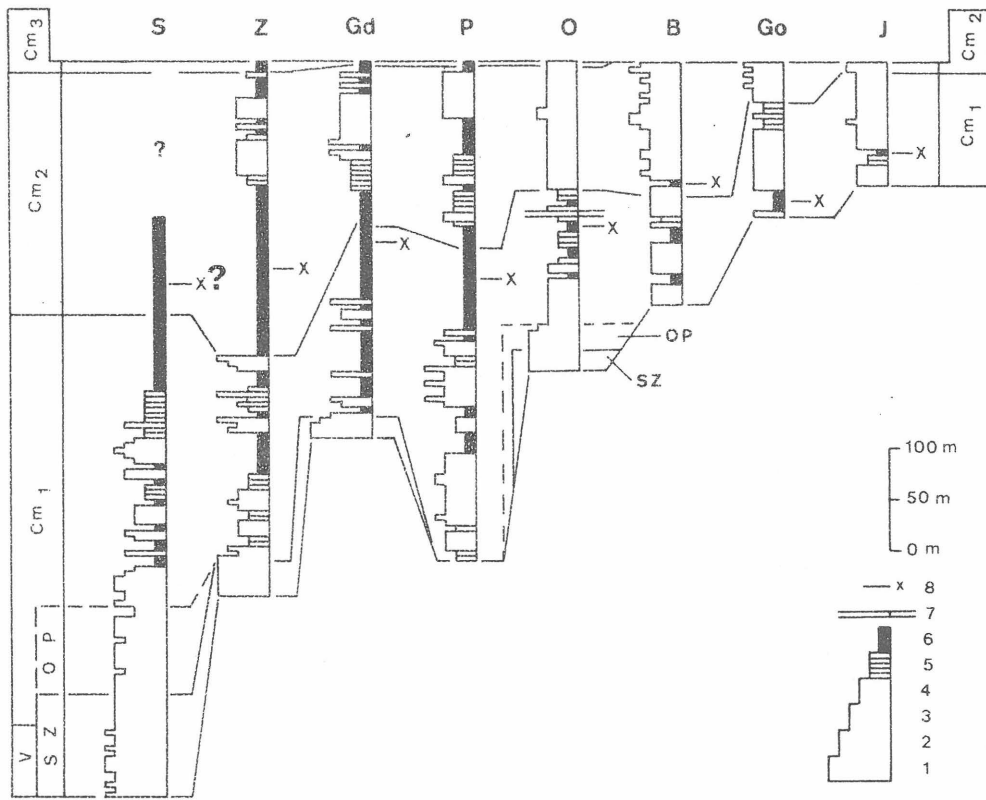 Cm 3
S Z Gd P O B Go J
Cm 2
Cm 1
?
Cm 2
X
X
X
X
X
X
X
X ?
Cm 1
OP
SZ
100 m
50 m
0 m
X 8
7
6
5
4
3
2
1
O P
S Z
V